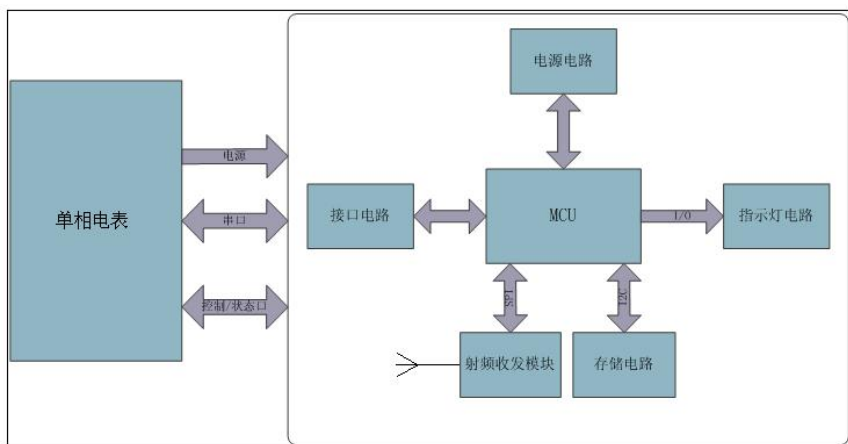 电源电路
电源
单相电表
串口
接口电路
MCU
I/O
指示灯电路
控制/状态口
SPI
I2C
射频收发模块
存储电路